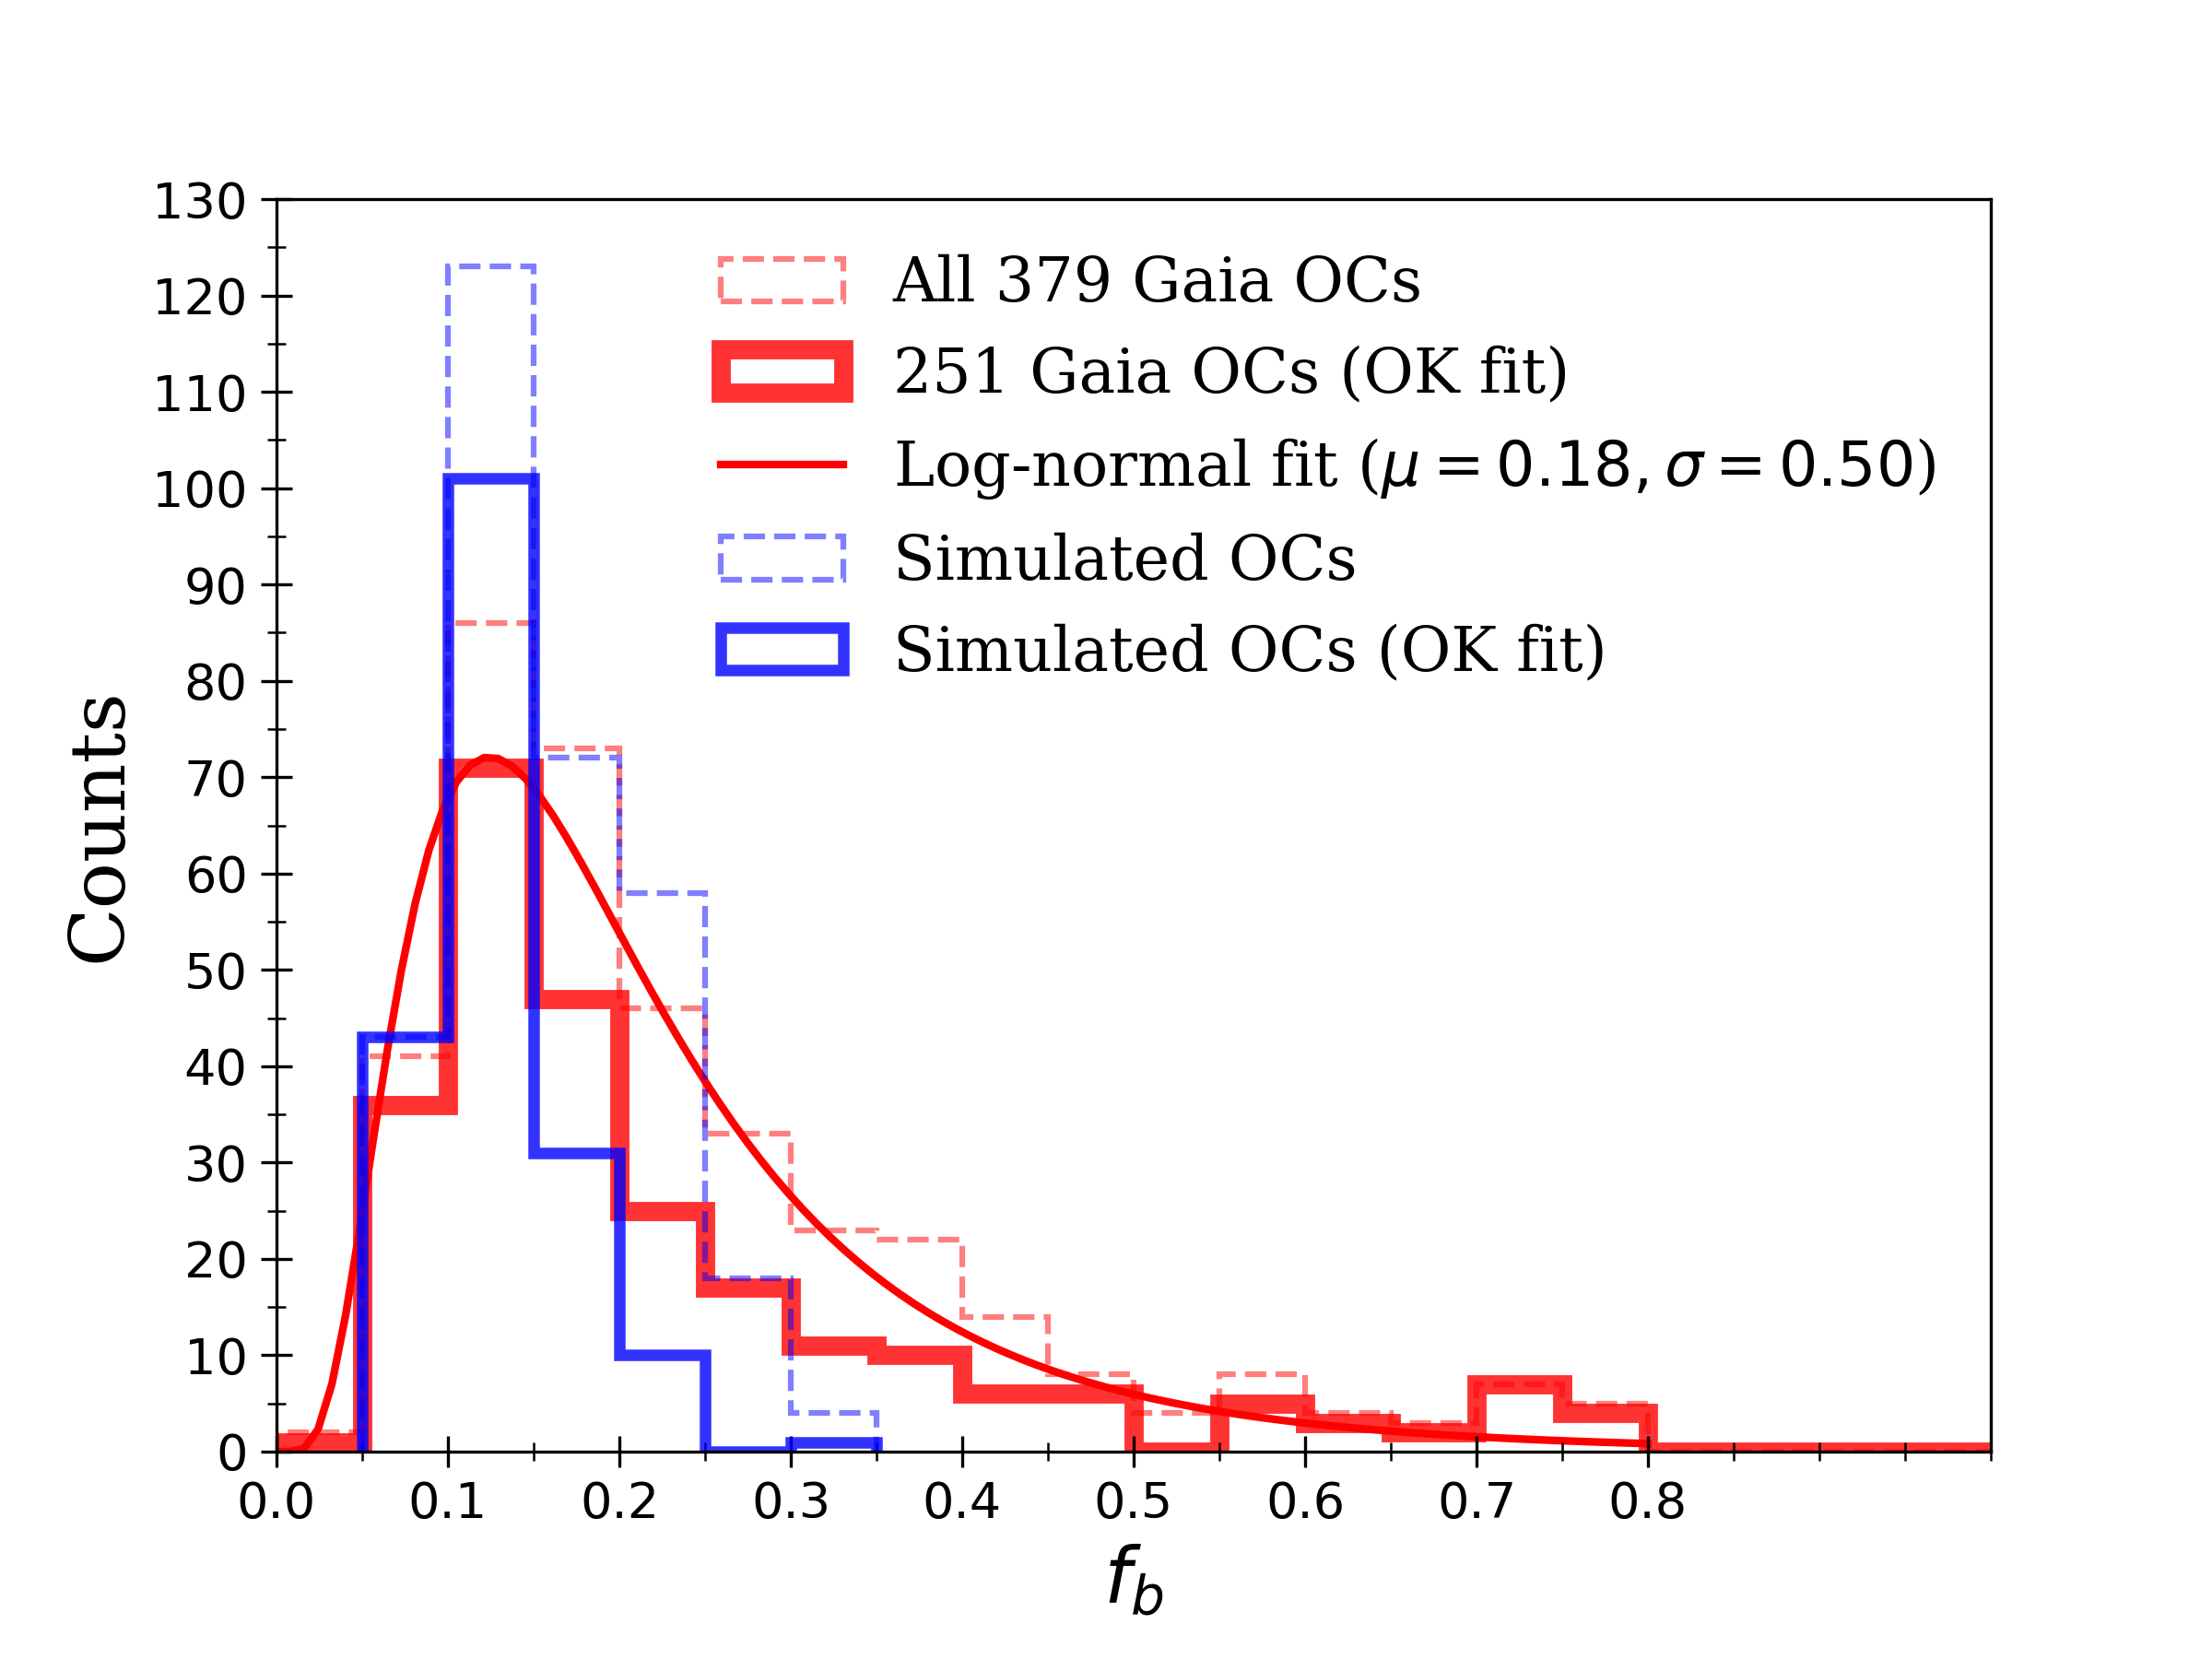 130
120
110
100
90
80
70
60
50
40
30
20
10
0
Counts
All 379 Gaia OCs
251 Gaia OCs (OK fit)
Log-normal fit (μ = 0.18, σ = 0.50)
Simulated OCs
Simulated OCs (OK fit)
0.0 0.1 0.2 0.3 0.4 0.5 0.6 0.7 0.8
f_b